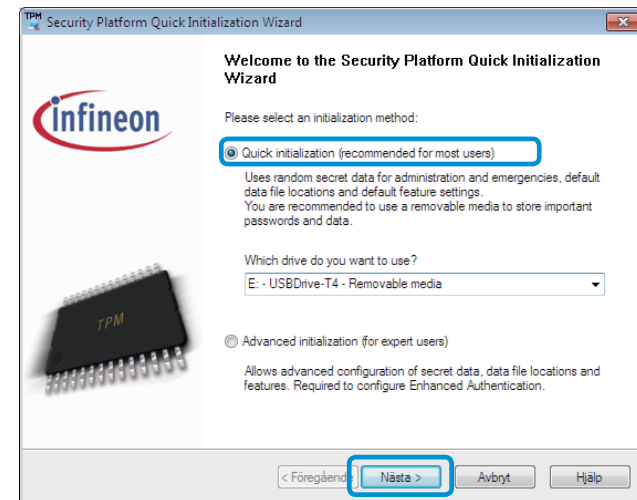 TPM
Security Platform Quick Initialization Wizard
Welcome to the Security Platform Quick Initialization
Wizard
infineon
Please select an initialization method:
Quick initialization (recommended for most users)
Uses random secret data for administration and emergencies, default
data file locations and default feature settings.
You are recommended to use a removable media to store important
passwords and data.
Which drive do you want to use?
E: - USBDrive-T4 - Removable media
TPM
Advanced initialization (for expert users)
Allows advanced configuration of secret data, data file locations and
features. Required to configure Enhanced Authentication.
< Föregående
Nästa >
Avbryt
Hjälp